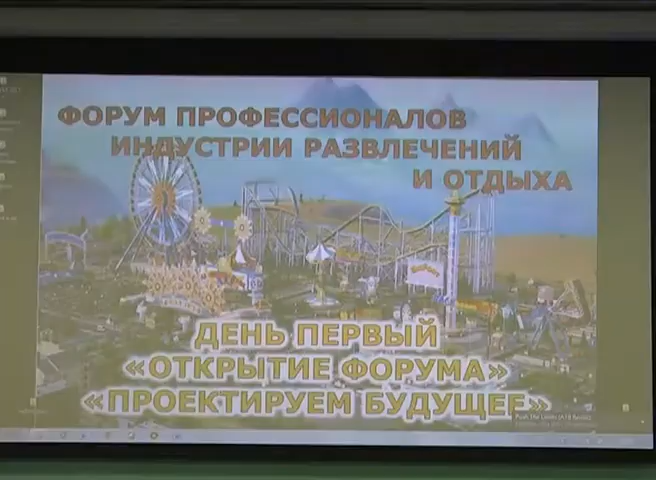 ФОРУМ ПРОФЕССИОНАЛОВ
ИНДУСТРИИ РАЗВЛЕЧЕНИЙ
И ОТДЫХА
ДЕНЬ ПЕРВЫЙ
«ОТКРЫТИЕ ФОРУМА»
«ПРОЕКТИРУЕМ БУДУЩЕЕ»